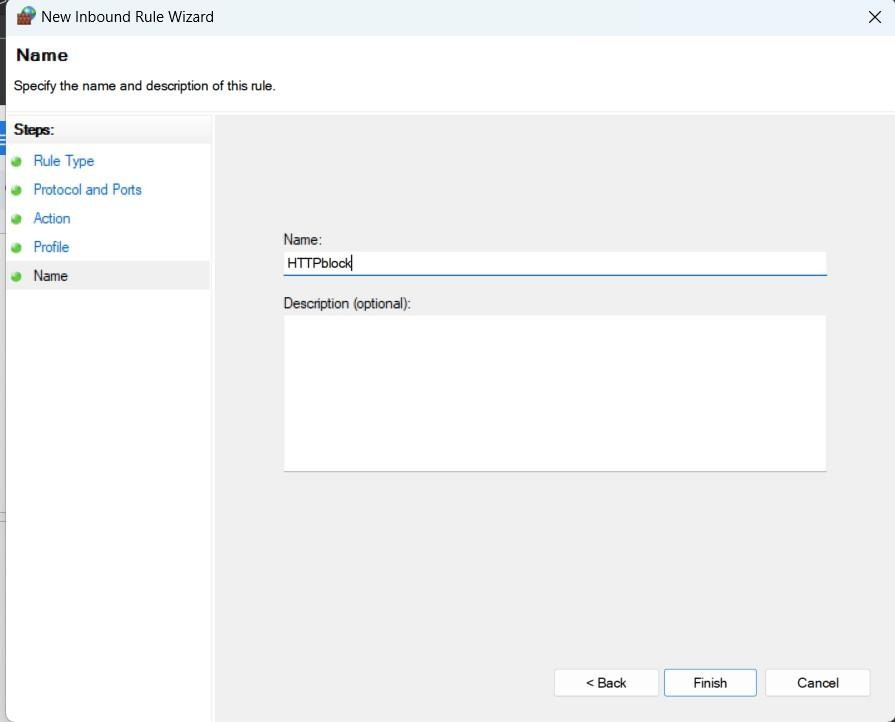 New Inbound Rule Wizard
Name
Specify the name and description of this rule.
Steps:
Rule Type
Protocol and Ports
Action
Profile
Name
Name:
HTTPblock
Description (optional):
< Back
Finish
Cancel